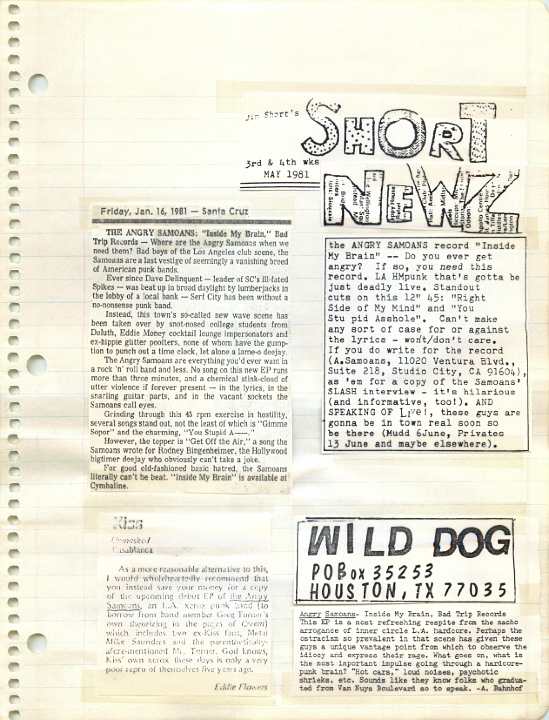 Jim Short's
SHORT
NEWZ
3rd & 4th wks
MAY 1981
Friday, Jan. 16, 1981 — Santa Cruz
THE ANGRY SAMOANS: "Inside My Brain," Bad
Trip Records — Where are the Angry Samoans when we
need them? Bad boys of the Los Angeles club scene, the
Samoans are a last vestige of seemingly a vanishing breed
of American punk bands.
Ever since Dave Delinquent — leader of SC's ill-fated
Spikes — was beat up in broad daylight by lumberjacks in
the lobby of a local bank — Serf City has been without a
no-nonsense punk band.
Instead, this town's so-called new wave scene has
been taken over by snot-nosed college students from
Duluth, Eddie Money cocktail lounge impersonators and
ex-hippie glitter poofters, none of whom have the gump-
tion to punch out a time clock, let alone a lame-o deejay.
The Angry Samoans are everything you'd ever want in
a rock 'n' roll band and less. No song on this new EP runs
more than three minutes, and a chemical stink-cloud of
utter violence if forever present — in the lyrics, in the
snarling guitar parts, and in the vacant sockets the
Samoans call eyes.
Grinding through this 45 rpm exercise in hostility,
several songs stand out, not the least of which is "Gimme
Sopor" and the charming, "You Stupid A——."
However, the topper is "Get Off the Air," a song the
Samoans wrote for Rodney Bingenheimer, the Hollywood
bigtimer deejay who obviously can't take a joke.
For good old-fashioned basic hatred, the Samoans
literally can't be beat. "Inside My Brain" is available at
Cymbaline.
the ANGRY SAMOANS record "Inside
My Brain" -- Do you ever get
angry? If so, you need this
record. LA HMpunk that's gotta be
just deadly live. Standout
cuts on this 12" 45: "Right
Side of My Mind" and "You
Stu pid Asshole". Can't make
any sort of case for or against
the lyrics - won't/don't care.
If you do write for the record
(A.Samoans, 11020 Ventura Blvd.,
Suite 218, Studio City, CA 91604),
as 'em for a copy of the Samoans'
SLASH interview - it's hilarious
(and informative, too!). AND
SPEAKING OF Live!, these guys are
gonna be in town real soon so
be there (Mudd 6June, Privates
13 June and maybe elsewhere).
Kiss
Unmasked
Casablanca
As a more reasonable alternative to this,
I would wholeheartedly recommend that
you instead save your money for a copy
of the upcoming debut EP of the Angry
Samoans, an L.A. xerox punk band (to
borrow from band member Greg Turner's
own theorizing in the pages of Creem)
which includes two ex-Kiss fans, Metal
Mike Saunders and the parenthetically-
afore-mentioned Mr. Turner. God knows,
Kiss' own xerox these days is only a very
poor repro of themselves five years ago.
Eddie Flowers
WILD DOG
POBox 35253
HOUSTON, TX 77035
Angry Samoans- Inside My Brain, Bad Trip Records
This EP is a most refreshing respite from the nacho
arrogance of inner circle L.A. hardcore. Perhaps the
ostracism so prevalent in that scene has given these
guys a unique vantage point from which to observe the
idiocy and express their rage. What goes on, what is
the most important impulse going through a hardcore-
punk brain? "Hot cars," loud noises, psychotic
shrieks, etc. Sounds like they know folks who gradua-
ted from Van Nuys Boulevard so to speak. -A. Bahnhof